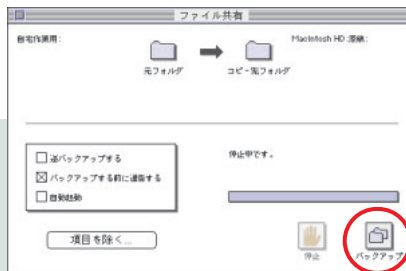 ファイル共有
自宅作業用:
Macintosh HD :原稿:
元フォルダ
コピー先フォルダ
逆バックアップする
バックアップする前に通告する
自動起動
停止中です。
項目を除く...
停止
バックアップ